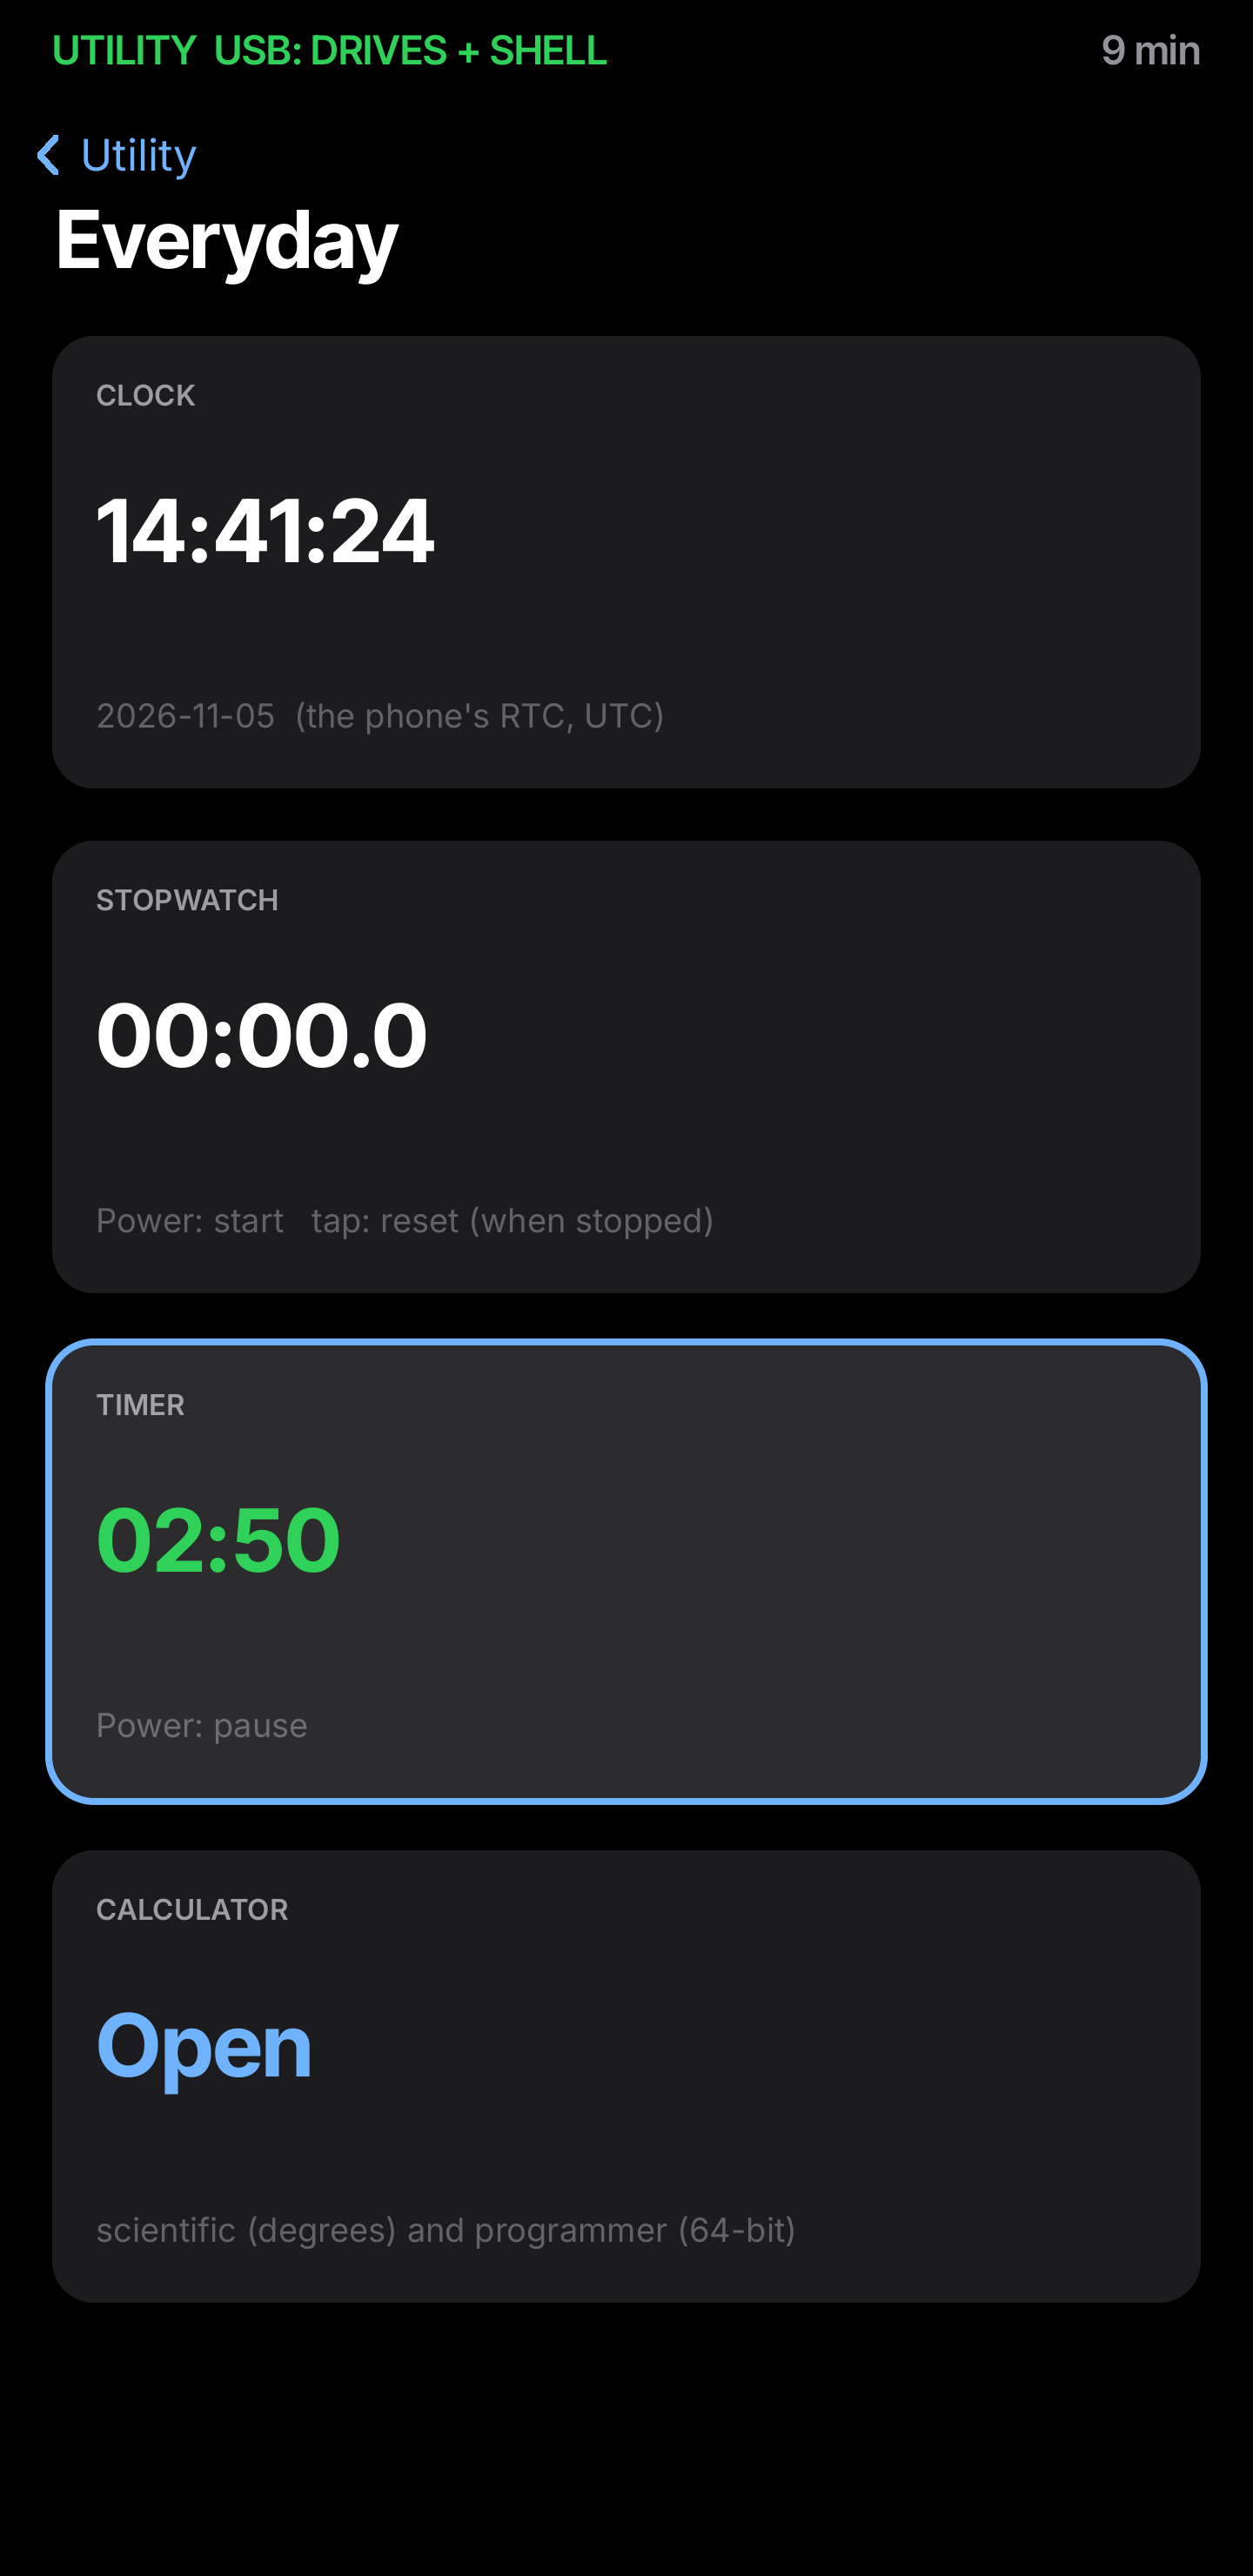 UTILITY USB: DRIVES + SHELL 9 min
Utility
Everyday
CLOCK
14:41:24
2026-11-05 (the phone's RTC, UTC)
STOPWATCH
00:00.0
Power: start tap: reset (when stopped)
TIMER
02:50
Power: pause
CALCULATOR
Open
scientific (degrees) and programmer (64-bit)